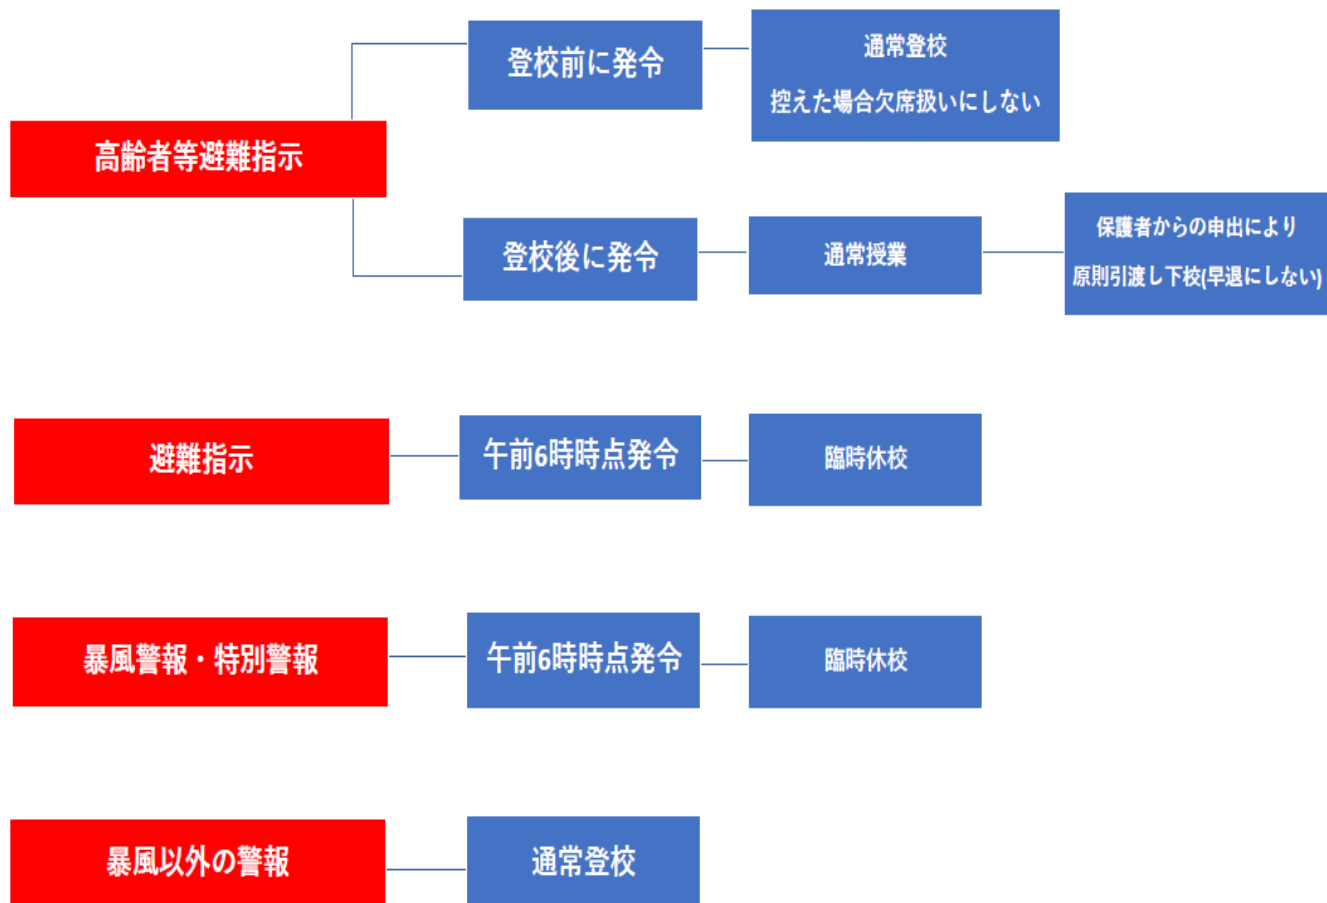 高齢者等避難指示
登校前に発令
通常登校
控えた場合欠席扱いにしない
登校後に発令
通常授業
保護者からの申出により
原則引渡し下校(早退にしない)
避難指示
午前6時時点発令
臨時休校
暴風警報・特別警報
午前6時時点発令
臨時休校
暴風以外の警報
通常登校